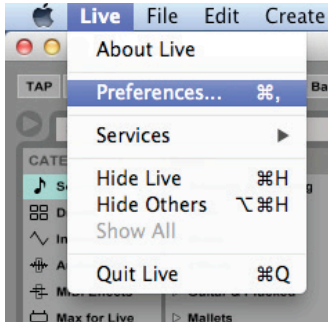 Live File Edit Create
About Live
TAP
Preferences... ⌘,
Ba
Services
CATE
Hide Live ⌘H
Hide Others ⌥⌘H
Show All
Quit Live ⌘Q
Max for Live
Mallets